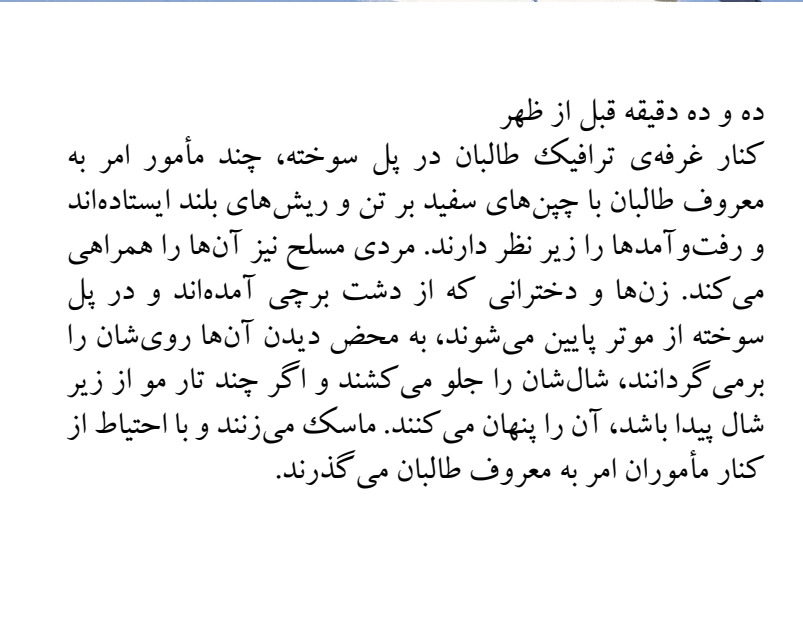 ده و ده دقیقه قبل از ظهر
کنار غرفه‌ی ترافیک طالبان در پل سوخته، چند مأمور امر به
معروف طالبان با چپن‌های سفید بر تن و ریش‌های بلند ایستاده‌اند
و رفت‌وآمدها را زیر نظر دارند. مردی مسلح نیز آن‌ها را همراهی
می‌کند. زن‌ها و دخترانی که از دشت برچی آمده‌اند و در پل
سوخته از موتر پایین می‌شوند، به محض دیدن آن‌ها روی‌شان را
برمی‌گردانند، شال‌شان را جلو می‌کشند و اگر چند تار مو از زیر
شال پیدا باشد، آن را پنهان می‌کنند. ماسک می‌زنند و با احتیاط از
کنار مأموران امر به معروف طالبان می‌گذرند.